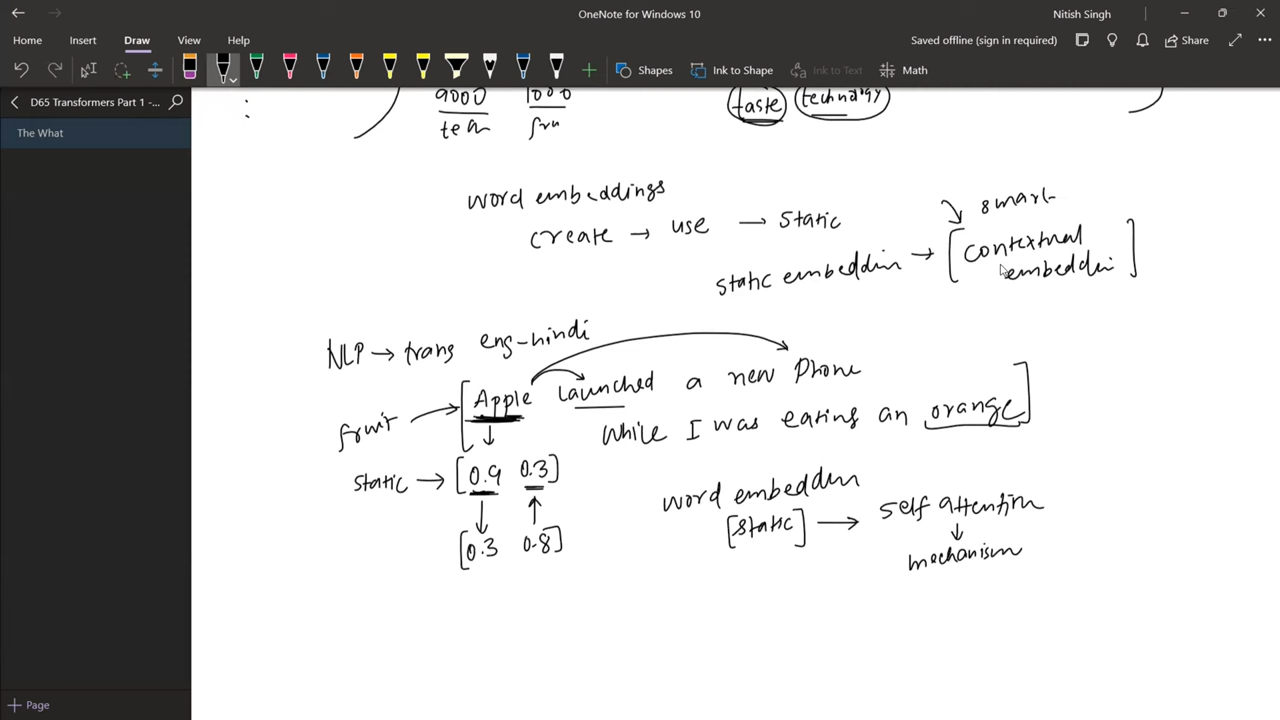 OneNote for Windows 10
Nitish Singh
Home Insert Draw View Help
Saved offline (sign in required)
Share
Shapes
Ink to Shape
Ink to Text
Math
D65 Transformers Part 1 -...
The What
9000 1000
tech fru
taste technology
word embeddings
create → use → static
smart
static embeddin → [contextual
embeddin]
NLP → trans eng-hindi
fruit → [Apple launched a new Phone
while I was eating an orange]
static → [0.9 0.3]
[0.3 0.8]
word embeddin
[static] → self attention
mechanism
Page